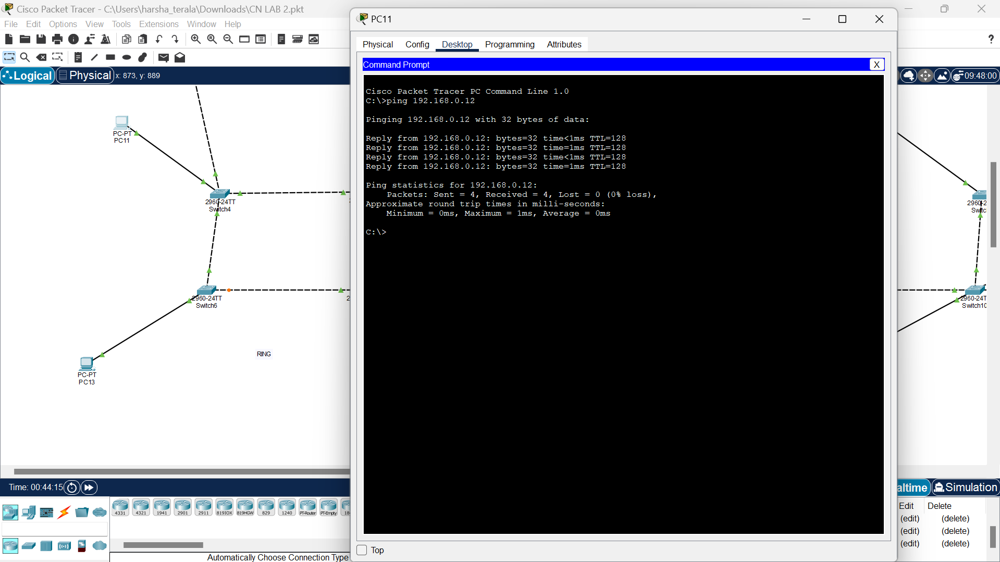 Cisco Packet Tracer - C:\Users\harsha_terala\Downloads\CN LAB 2.pkt
File Edit Options View Tools Extensions Window Help
?
Logical Physical x: 873, y: 889
09:48:00
PC-PT
PC11
2960-24TT
Switch4
2960-24TT
Switch6
PC-PT
PC13
RING
2
2960-2
Switc
2960-24T
Switch10
PC11
Physical Config Desktop Programming Attributes
Command Prompt X
Cisco Packet Tracer PC Command Line 1.0
C:\>ping 192.168.0.12
Pinging 192.168.0.12 with 32 bytes of data:
Reply from 192.168.0.12: bytes=32 time<1ms TTL=128
Reply from 192.168.0.12: bytes=32 time=1ms TTL=128
Reply from 192.168.0.12: bytes=32 time<1ms TTL=128
Reply from 192.168.0.12: bytes=32 time=1ms TTL=128
Ping statistics for 192.168.0.12:
Packets: Sent = 4, Received = 4, Lost = 0 (0% loss),
Approximate round trip times in milli-seconds:
Minimum = 0ms, Maximum = 1ms, Average = 0ms
C:\>
Top
Time: 00:44:15
altime Simulation
4331 4321 1941 2901 2911 819IOX 819HGW 829 1240 PT-Router PT-Empty 18
Edit Delete
(edit) (delete)
(edit) (delete)
(edit) (delete)
Automatically Choose Connection Type